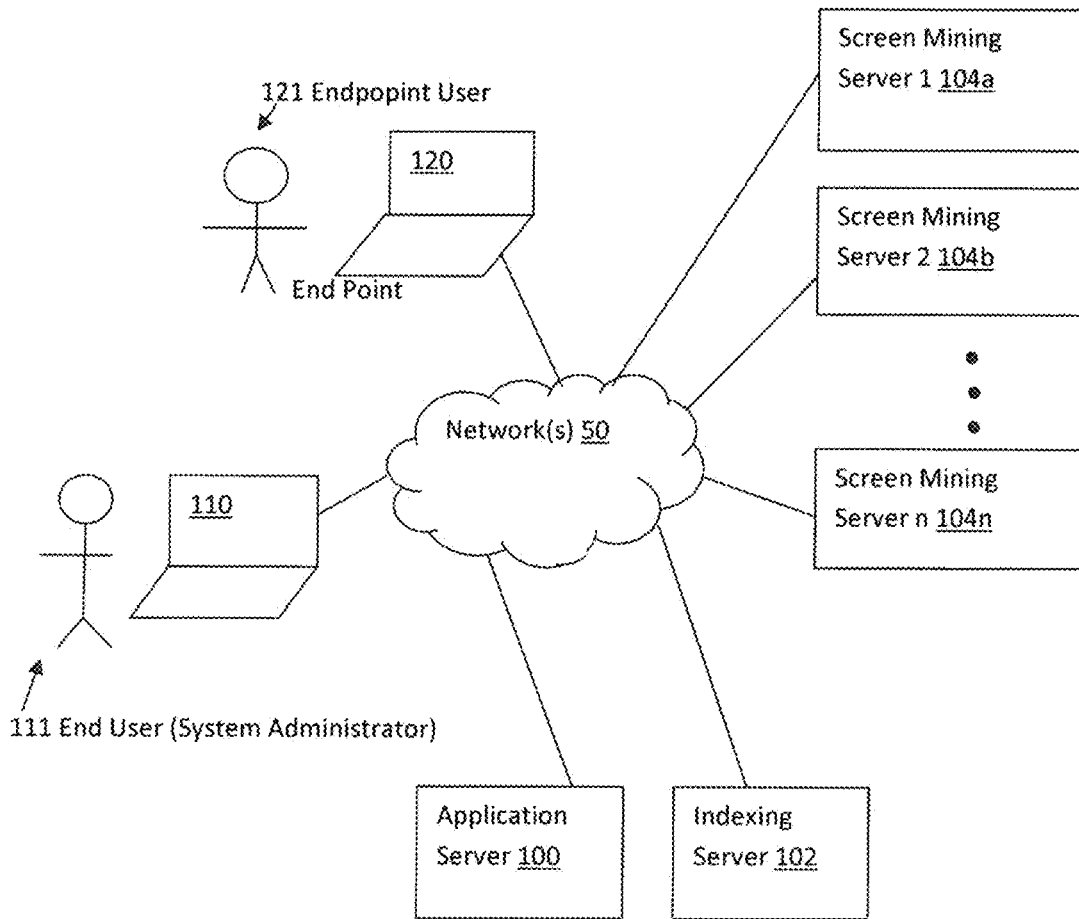 Screen Mining
Server 1 104a
121 Endpopint User
120
Screen Mining
Server 2 104b
End Point
Network(s) 50
Screen Mining
Server n 104n
110
111 End User (System Administrator)
Application
Server 100
Indexing
Server 102